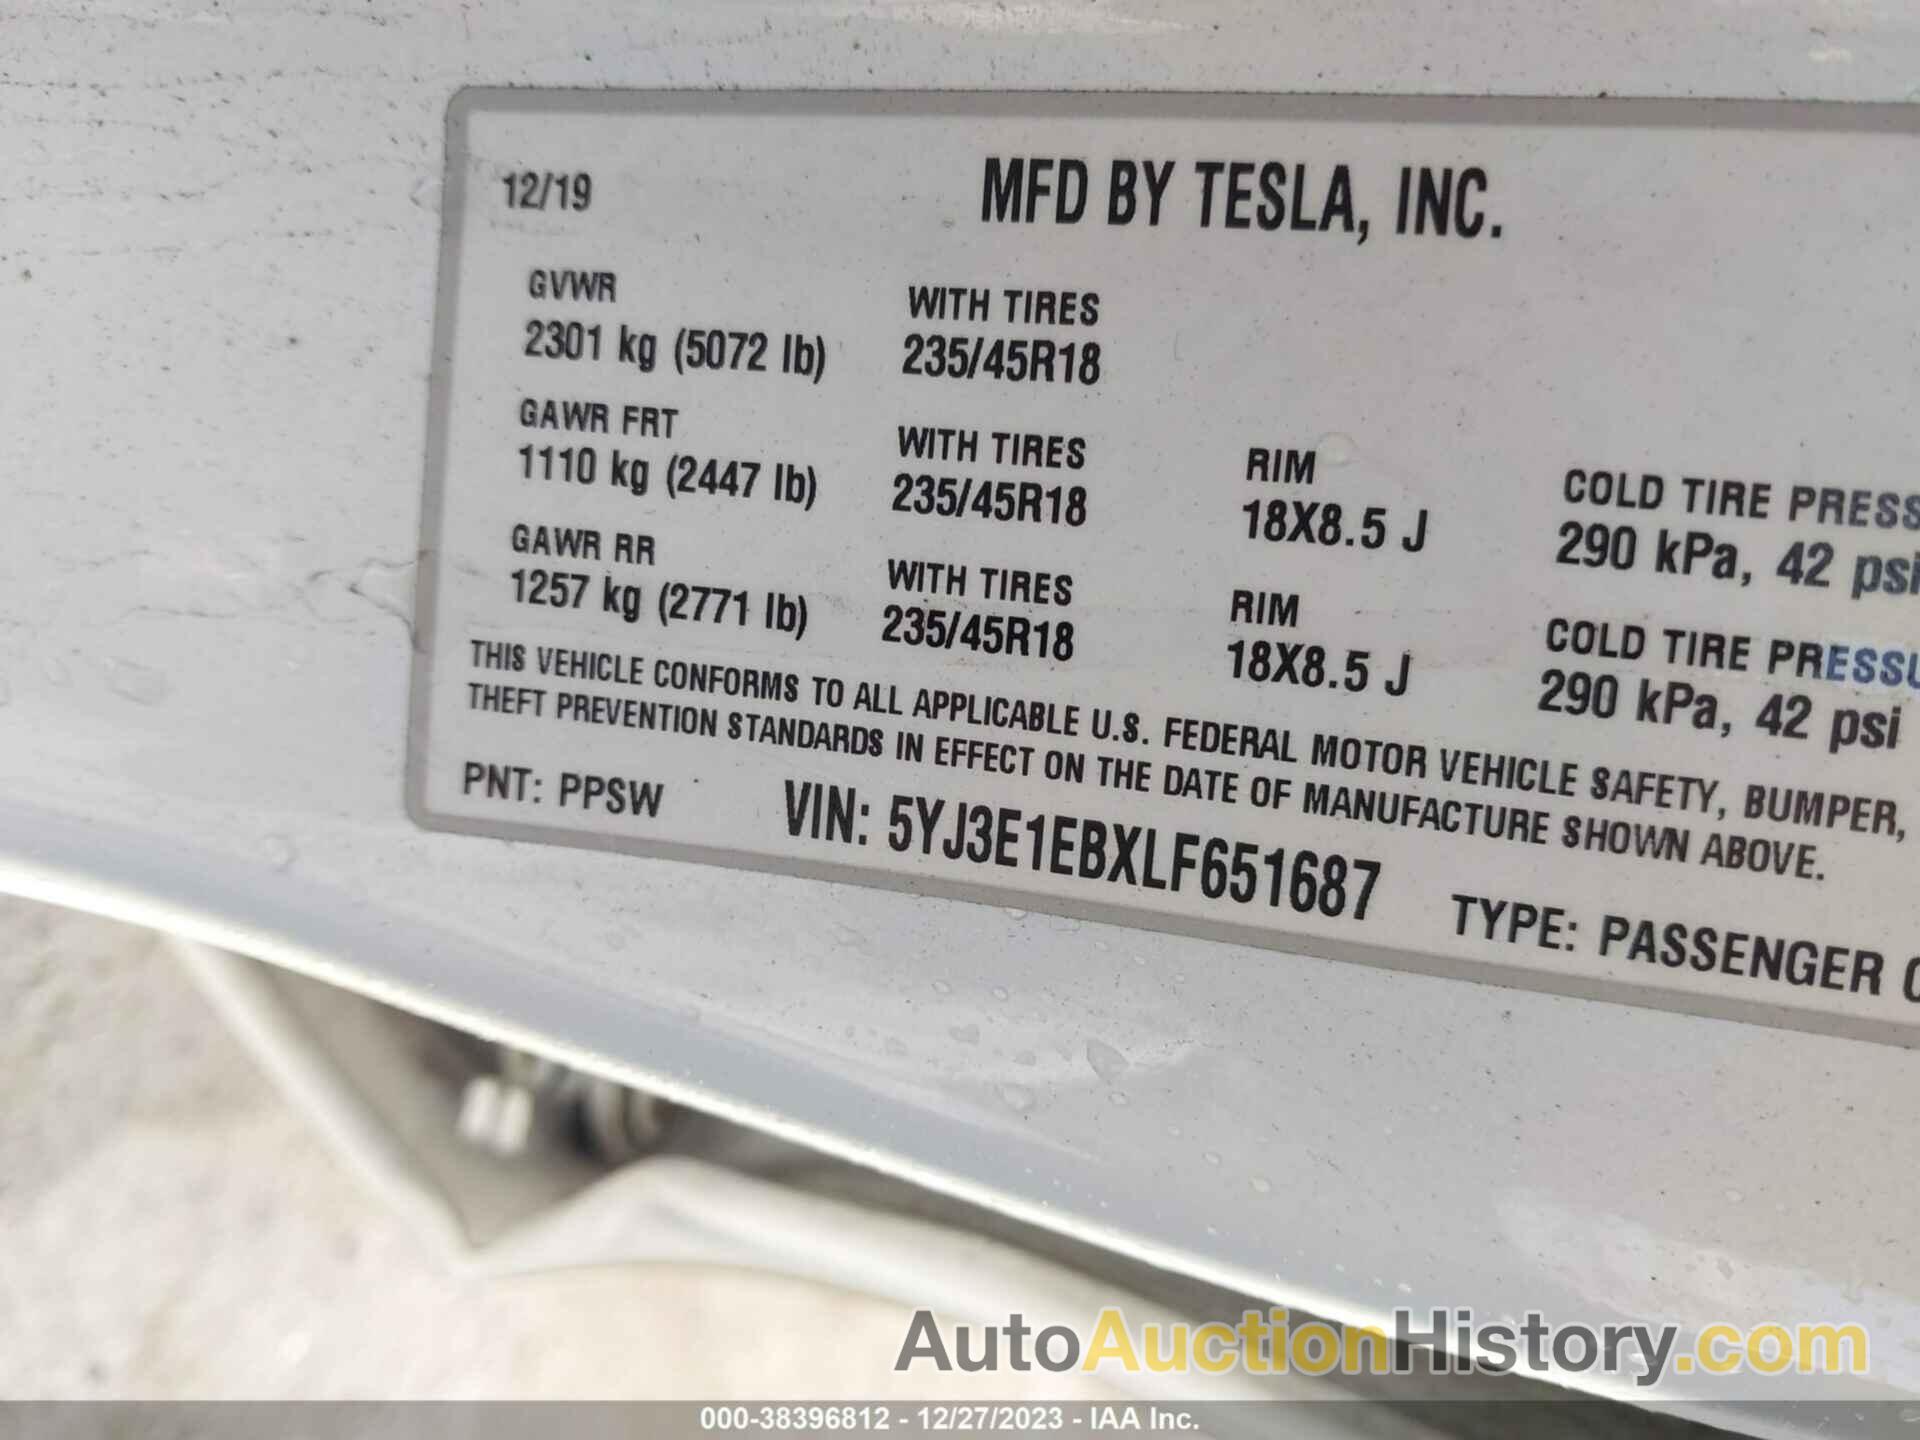 12/19 MFD BY TESLA, INC.
GVWR WITH TIRES
2301 kg (5072 lb) 235/45R18
GAWR FRT WITH TIRES RIM COLD TIRE PRESS
1110 kg (2447 lb) 235/45R18 18X8.5 J 290 kPa, 42 psi
GAWR RR WITH TIRES RIM COLD TIRE PRESSU
1257 kg (2771 lb) 235/45R18 18X8.5 J 290 kPa, 42 psi
THIS VEHICLE CONFORMS TO ALL APPLICABLE U.S. FEDERAL MOTOR VEHICLE SAFETY, BUMPER,
THEFT PREVENTION STANDARDS IN EFFECT ON THE DATE OF MANUFACTURE SHOWN ABOVE.
PNT: PPSW VIN: 5YJ3E1EBXLF651687 TYPE: PASSENGER
AutoAuctionHistory.com
000-38396812 - 12/27/2023 - IAA Inc.